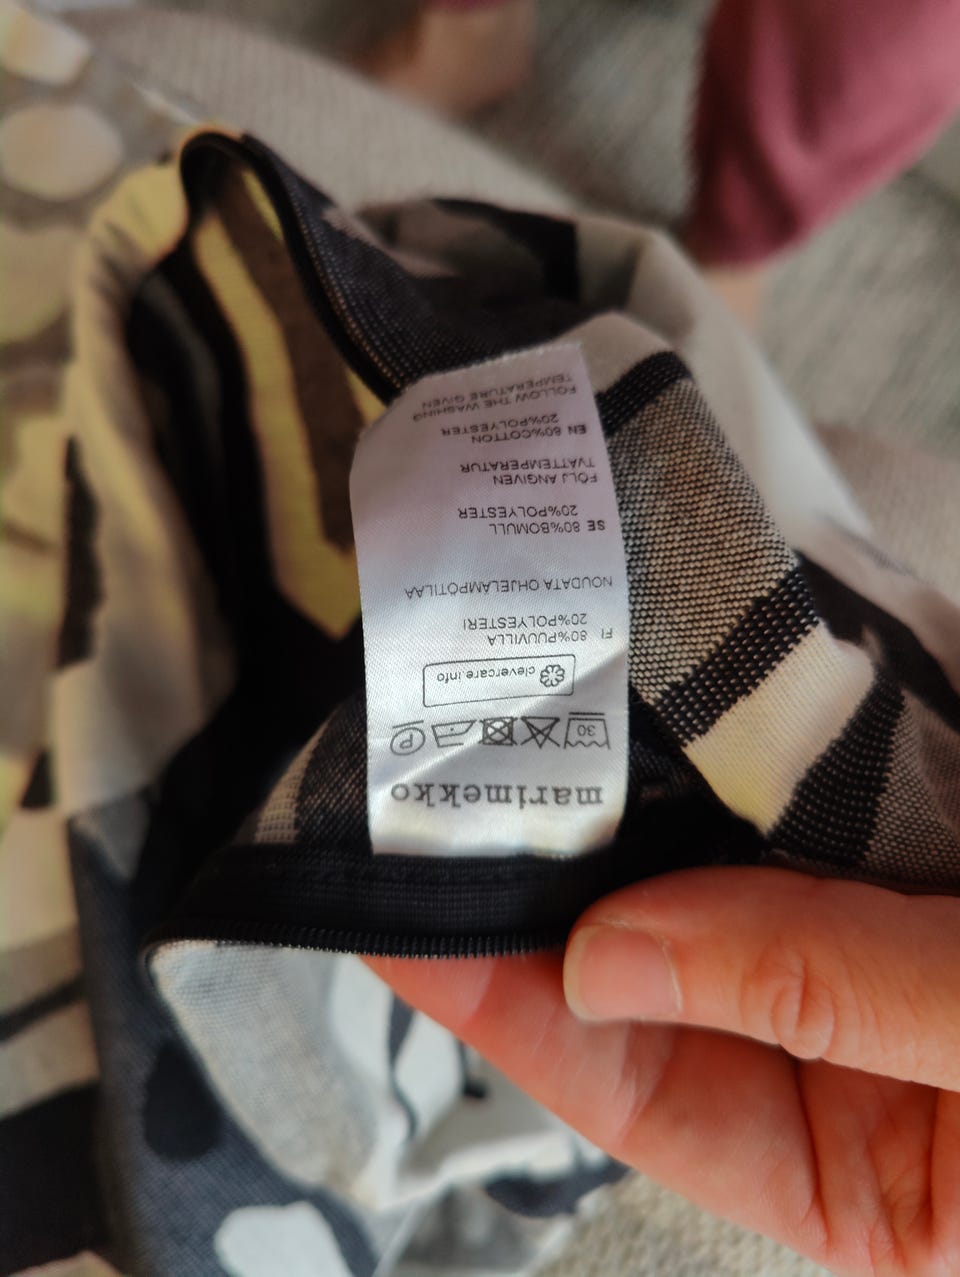 marimekko
30 P
clevercare.info
FI 80%PUUVILLA
20%POLYESTERI
NOUDATA OHJELÄMPÖTILAA
SE 80%BOMULL
20%POLYESTER
FÖLJ ANGIVEN
TVÄTTEMPERATUR
EN 80%COTTON
20%POLYESTER
FOLLOW THE WASHING
TEMPERATURE GIVEN